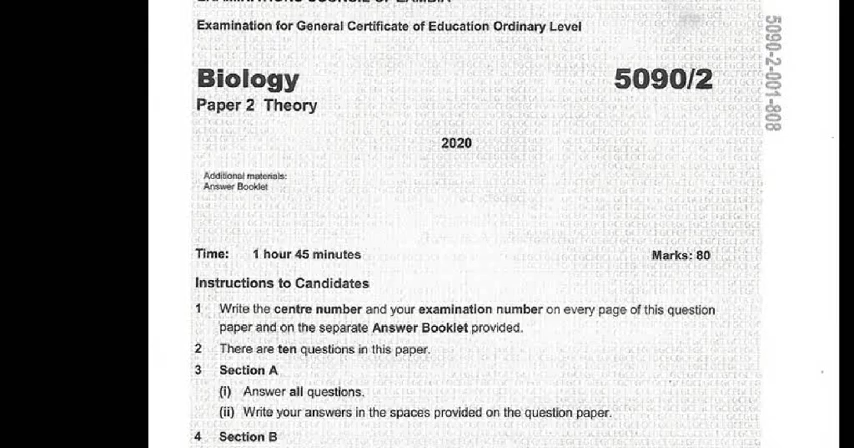 Examination for General Certificate of Education Ordinary Level
Biology 5090/2
Paper 2 Theory
2020
Additional materials:
Answer Booklet
Time: 1 hour 45 minutes Marks: 80
Instructions to Candidates
1 Write the centre number and your examination number on every page of this question
paper and on the separate Answer Booklet provided.
2 There are ten questions in this paper.
3 Section A
(i) Answer all questions.
(ii) Write your answers in the spaces provided on the question paper.
4 Section B
5090-2-001-808